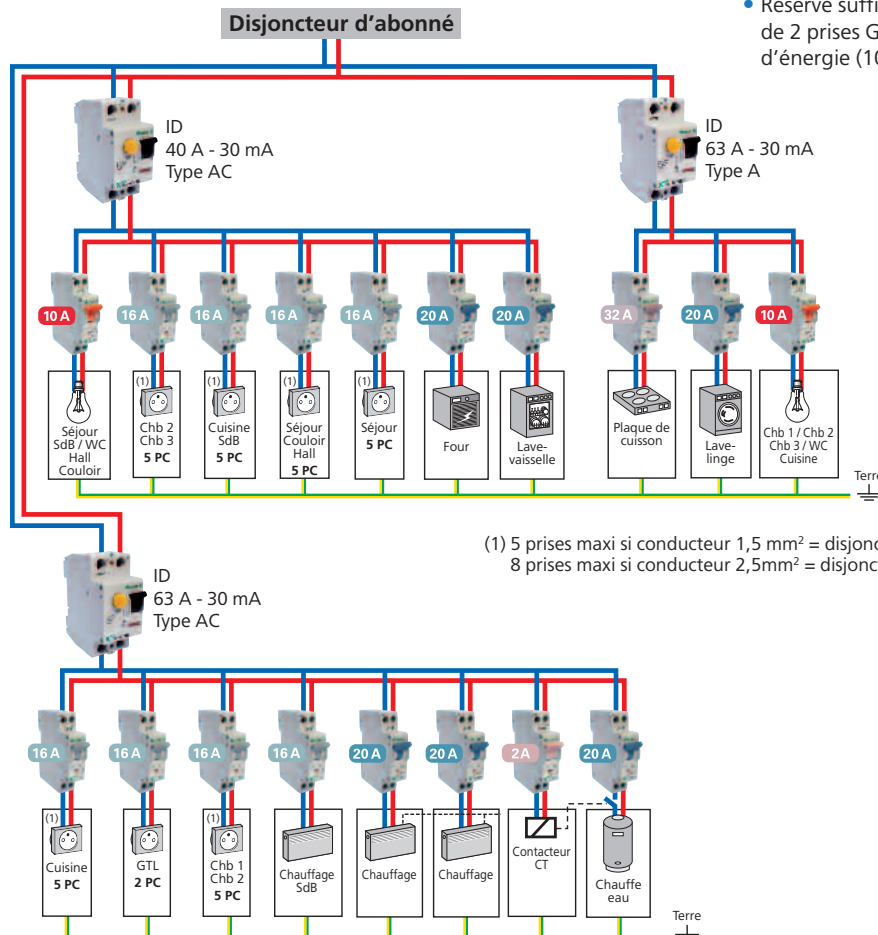 Disjoncteur d'abonné
• Réserve
de 2 prises
d'énergie
ID
40 A - 30 mA
Type AC
ID
63 A - 30 mA
Type A
10 A
16 A
16 A
16 A
16 A
20 A
20 A
32 A
20 A
10 A
Séjour
SdB / WC
Hall
Couloir
(1)
Chb 2
Chb 3
5 PC
(1)
Cuisine
SdB
5 PC
(1)
Séjour
Couloir
Hall
5 PC
(1)
Séjour
5 PC
Four
Lave-
vaisselle
Plaque de
cuisson
Lave-
linge
Chb 1 / Chb 2
Chb 3 / WC
Cuisine
Terre
(1) 5 prises maxi si conducteur 1,5 mm² =
8 prises maxi si conducteur 2,5mm² =
ID
63 A - 30 mA
Type AC
16 A
16 A
16 A
16 A
20 A
20 A
2A
20 A
(1)
Cuisine
5 PC
GTL
2 PC
(1)
Chb 1
Chb 2
5 PC
Chauffage
SdB
Chauffage
Chauffage
Contacteur
CT
Chauffe
eau
Terre